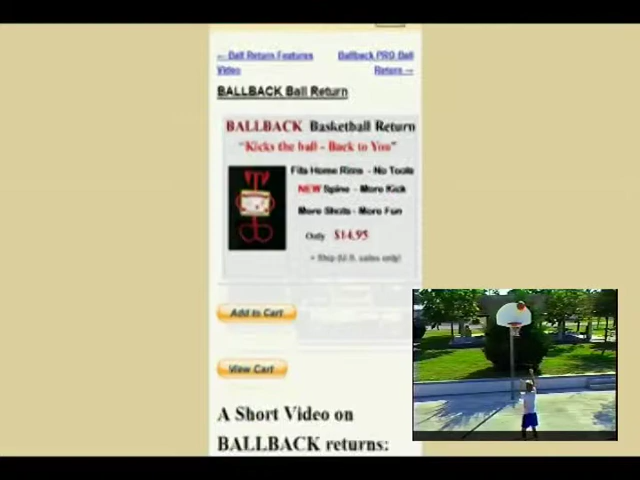 ← Ball Return Features Ballback PRO Ball
Video Return →
BALLBACK Ball Return
BALLBACK Basketball Return
"Kicks the ball - Back to You"
Fits Home Rims - No Tools
NEW Spine - More Kick
More Shots - More Fun
Only $14.95
+ Ship (U.S. sales only)
Add to Cart
View Cart
A Short Video on
BALLBACK returns: